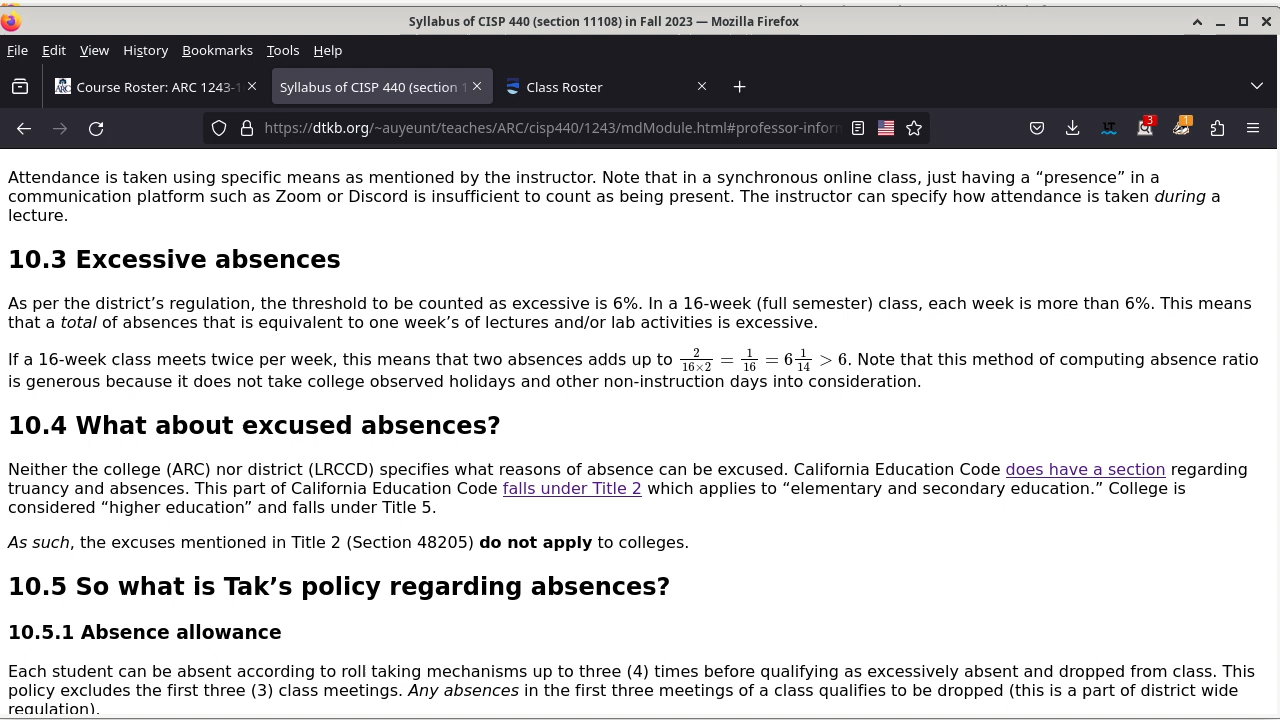 Syllabus of CISP 440 (section 11108) in Fall 2023 — Mozilla Firefox
File Edit View History Bookmarks Tools Help
Course Roster: ARC 1243-1 Syllabus of CISP 440 (section 1 Class Roster
https://dtkb.org/~auyeunt/teaches/ARC/cisp440/1243/mdModule.html#professor-inform LT 3 1
Attendance is taken using specific means as mentioned by the instructor. Note that in a synchronous online class, just having a “presence” in a
communication platform such as Zoom or Discord is insufficient to count as being present. The instructor can specify how attendance is taken during a
lecture.
10.3 Excessive absences
As per the district’s regulation, the threshold to be counted as excessive is 6%. In a 16-week (full semester) class, each week is more than 6%. This means
that a total of absences that is equivalent to one week’s of lectures and/or lab activities is excessive.
If a 16-week class meets twice per week, this means that two absences adds up to 2/(16×2) = 1/16 = 6 1/14 > 6. Note that this method of computing absence ratio
is generous because it does not take college observed holidays and other non-instruction days into consideration.
10.4 What about excused absences?
Neither the college (ARC) nor district (LRCCD) specifies what reasons of absence can be excused. California Education Code does have a section regarding
truancy and absences. This part of California Education Code falls under Title 2 which applies to “elementary and secondary education.” College is
considered “higher education” and falls under Title 5.
As such, the excuses mentioned in Title 2 (Section 48205) do not apply to colleges.
10.5 So what is Tak’s policy regarding absences?
10.5.1 Absence allowance
Each student can be absent according to roll taking mechanisms up to three (4) times before qualifying as excessively absent and dropped from class. This
policy excludes the first three (3) class meetings. Any absences in the first three meetings of a class qualifies to be dropped (this is a part of district wide
regulation).